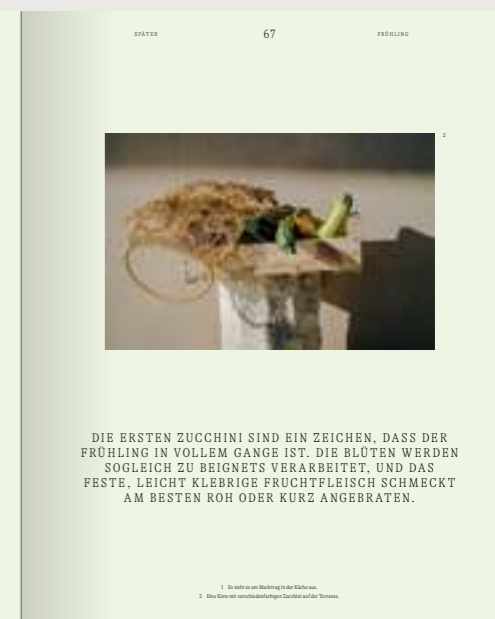 SPÄTER
67
FRÜHLING
2
DIE ERSTEN ZUCCHINI SIND EIN ZEICHEN, DASS DER
FRÜHLING IN VOLLEM GANGE IST. DIE BLÜTEN WERDEN
SOGLEICH ZU BEIGNETS VERARBEITET, UND DAS
FESTE, LEICHT KLEBRIGE FRUCHTFLEISCH SCHMECKT
AM BESTEN ROH ODER KURZ ANGEBRATEN.
1 So sieht es am Markttag in der Küche aus.
2 Eine Kiste mit verschiedenfarbigen Zucchini auf der Terrasse.